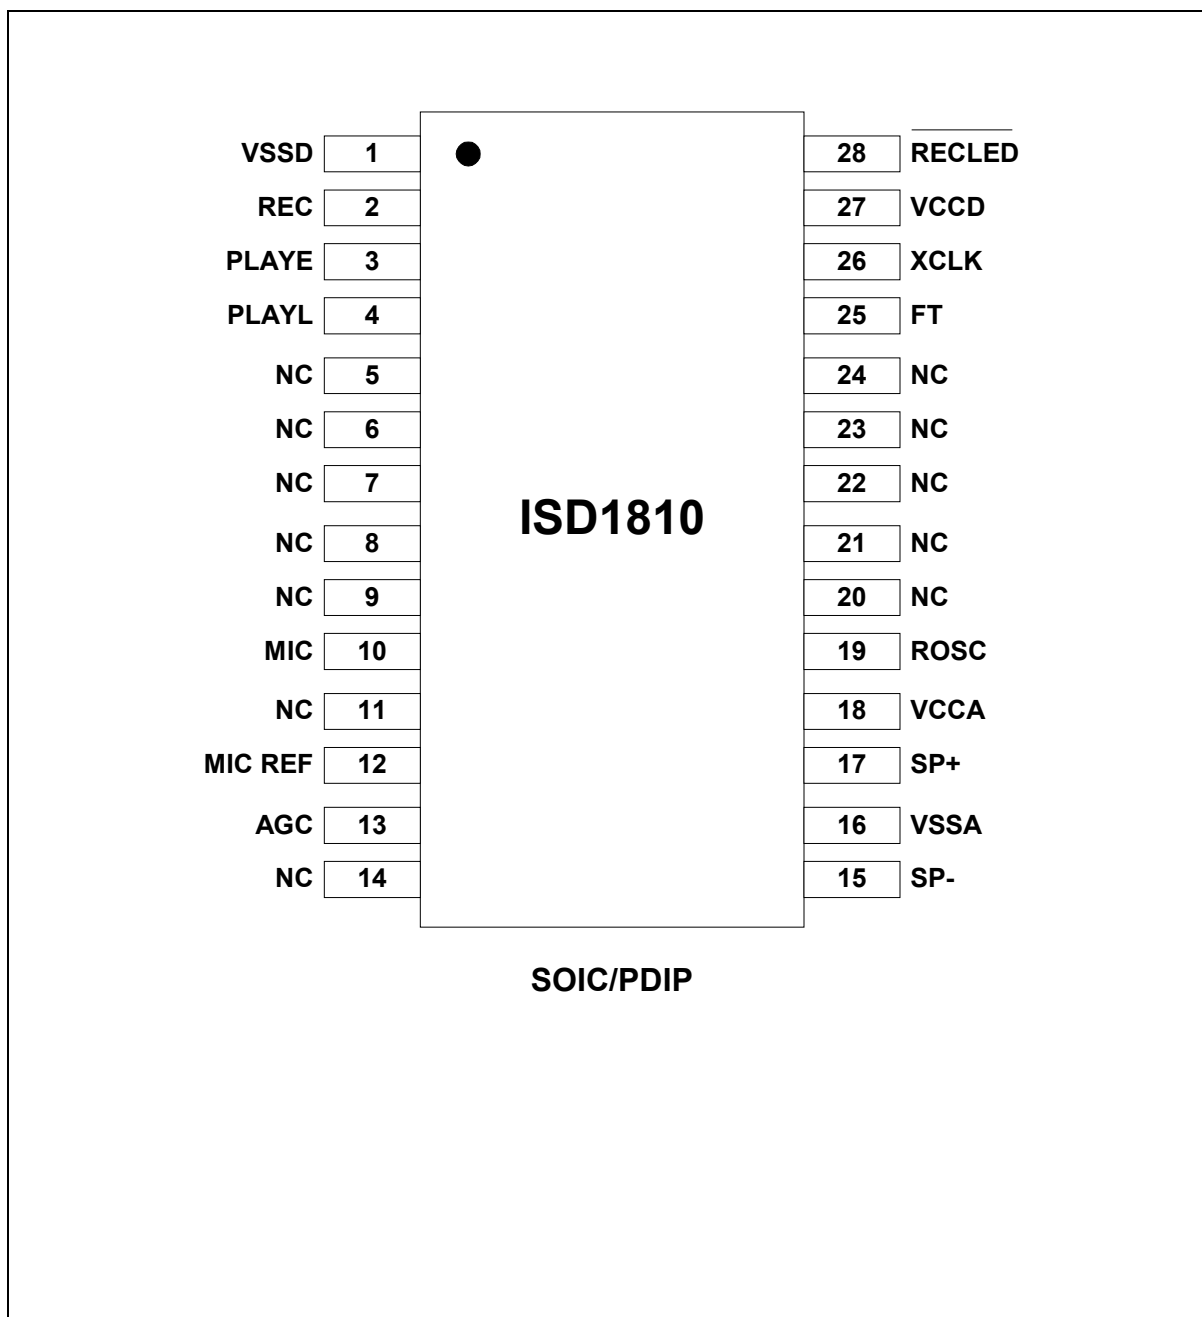 VSSD 1 28 RECLED
REC 2 27 VCCD
PLAYE 3 26 XCLK
PLAYL 4 25 FT
NC 5 24 NC
NC 6 23 NC
NC 7 22 NC
ISD1810
NC 8 21 NC
NC 9 20 NC
MIC 10 19 ROSC
NC 11 18 VCCA
MIC REF 12 17 SP+
AGC 13 16 VSSA
NC 14 15 SP-
SOIC/PDIP